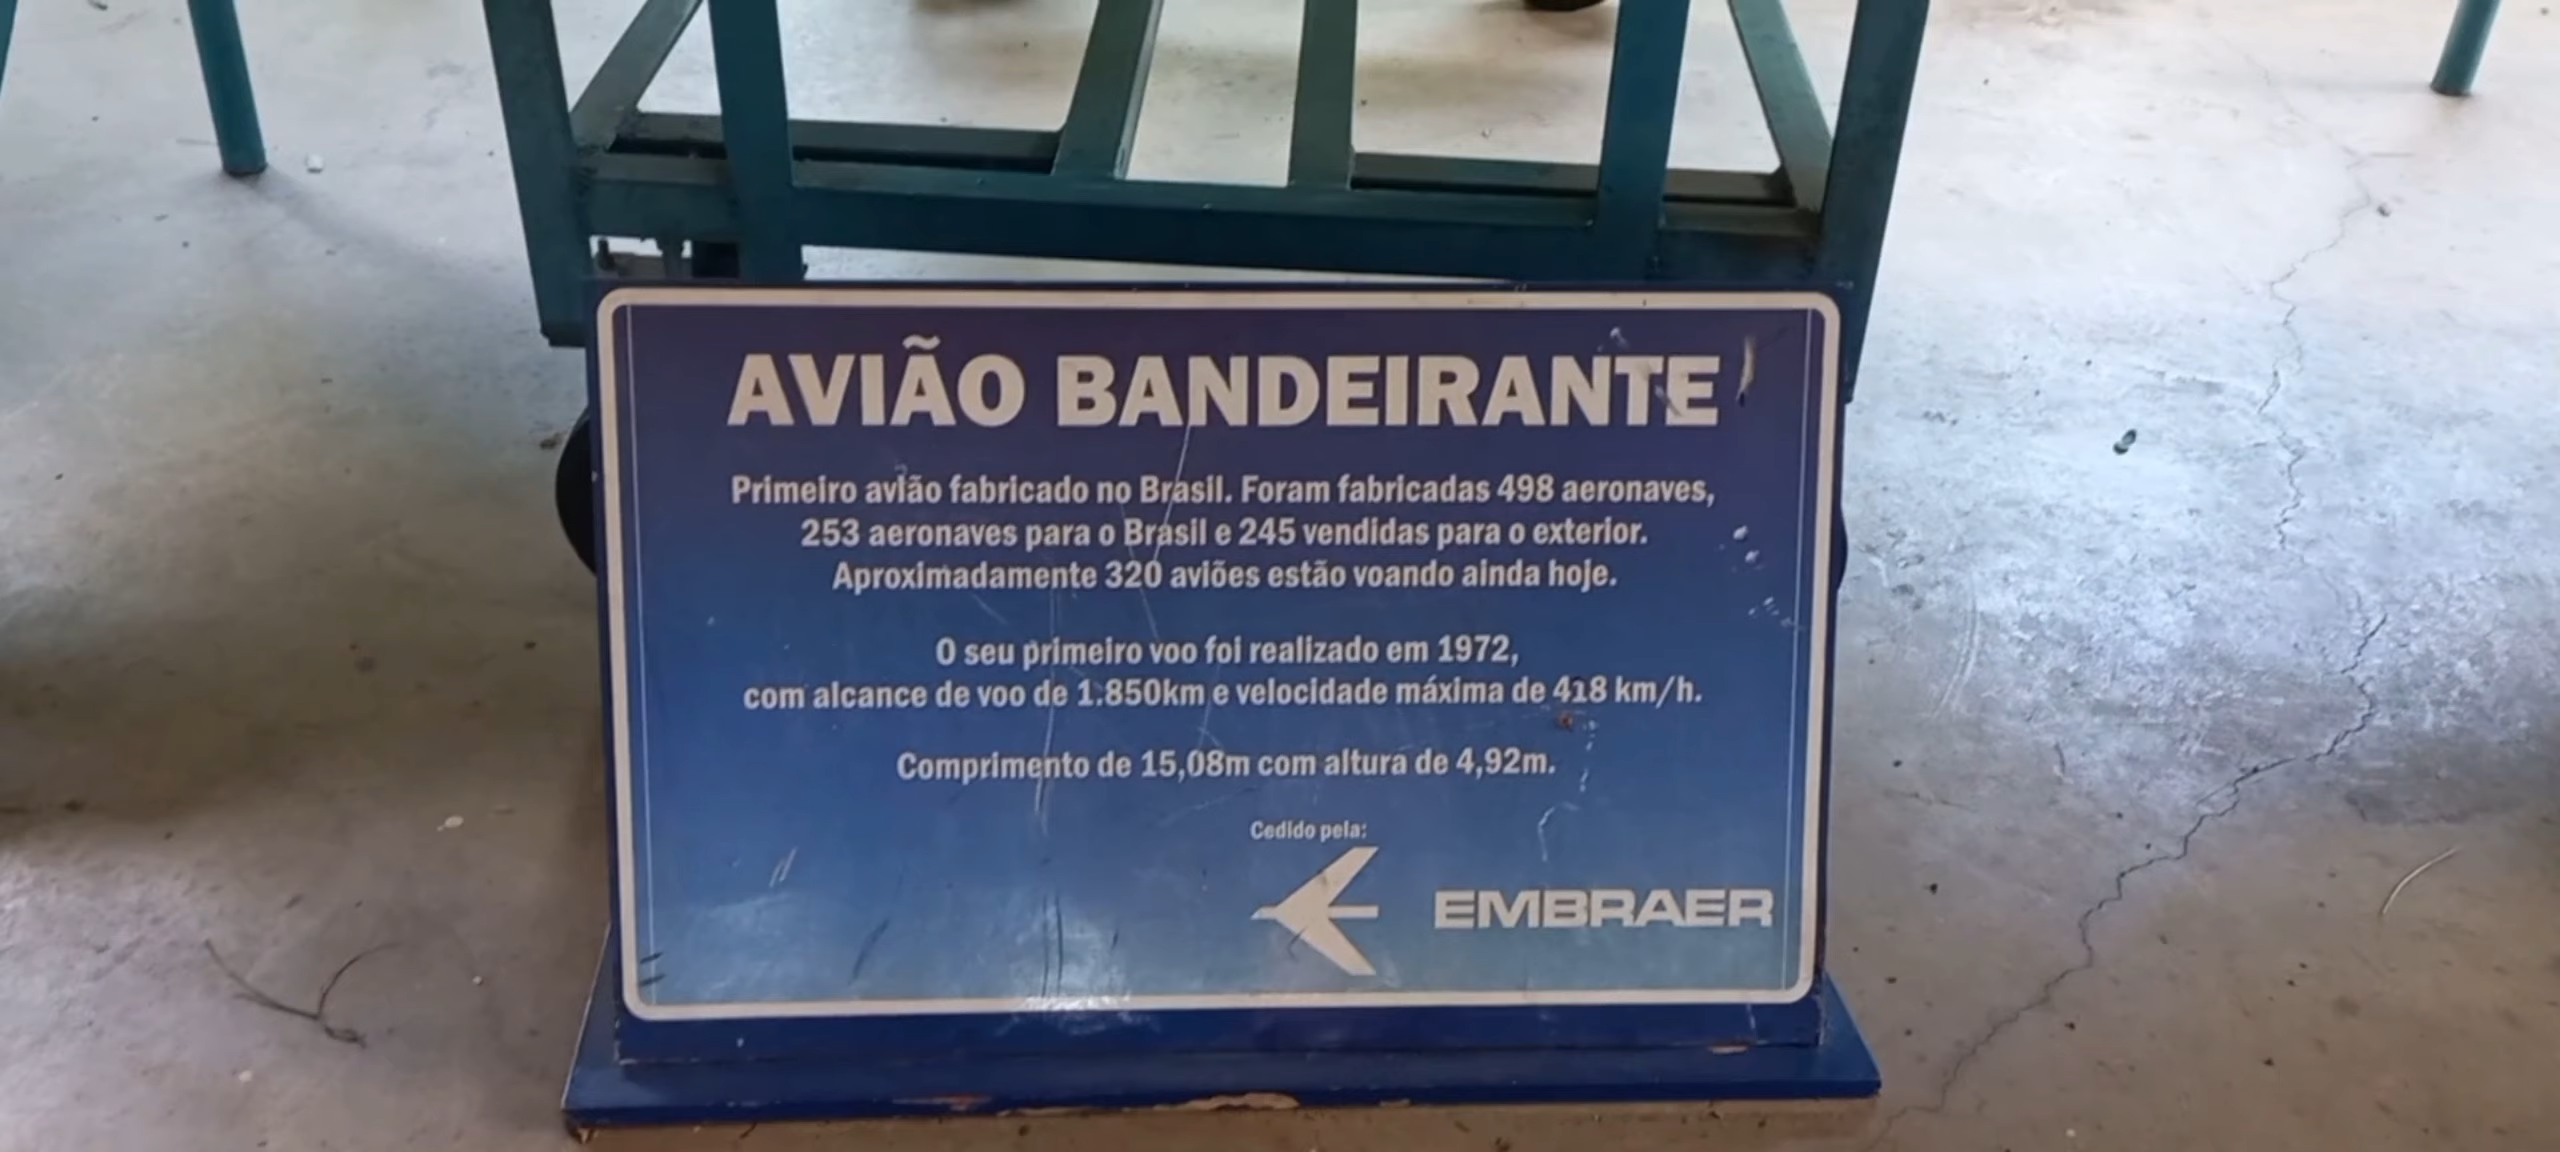 AVIÃO BANDEIRANTE
Primeiro avião fabricado no Brasil. Foram fabricadas 498 aeronaves,
253 aeronaves para o Brasil e 245 vendidas para o exterior.
Aproximadamente 320 aviões estão voando ainda hoje.
O seu primeiro voo foi realizado em 1972,
com alcance de voo de 1.850km e velocidade máxima de 418 km/h.
Comprimento de 15,08m com altura de 4,92m.
Cedido pela:
EMBRAER